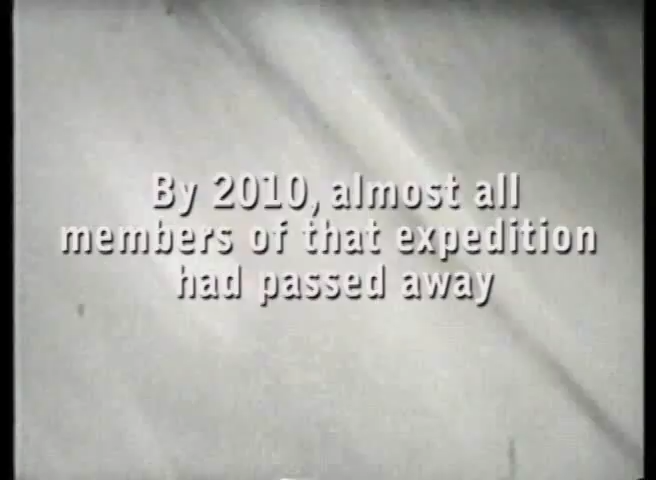 By 2010, almost all
members of that expedition
had passed away